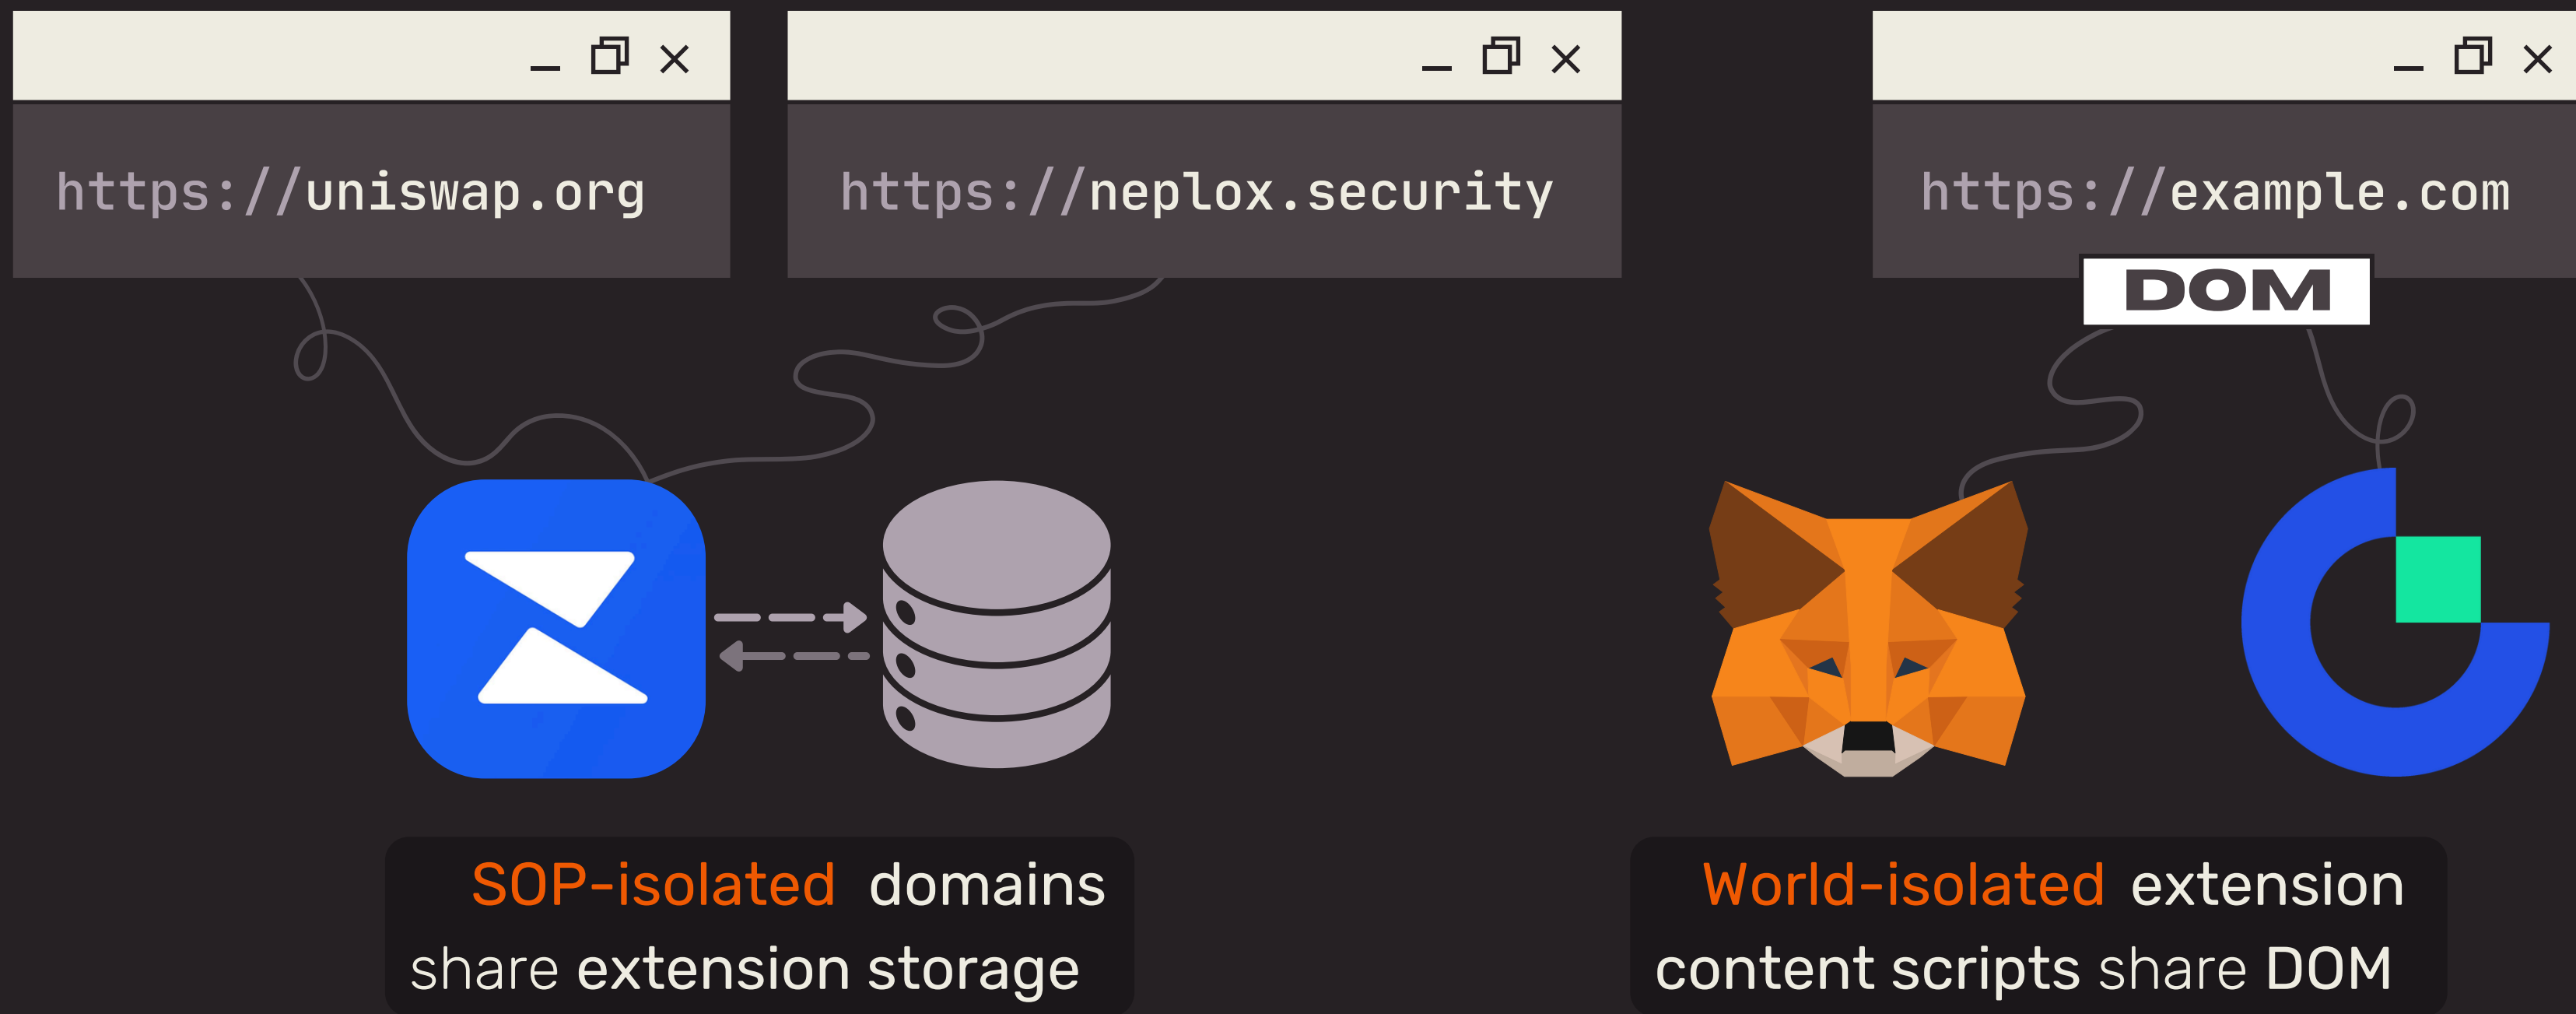 https://uniswap.org
https://neplox.security
https://example.com
DOM
SOP-isolated domains
share extension storage
World-isolated extension
content scripts share DOM